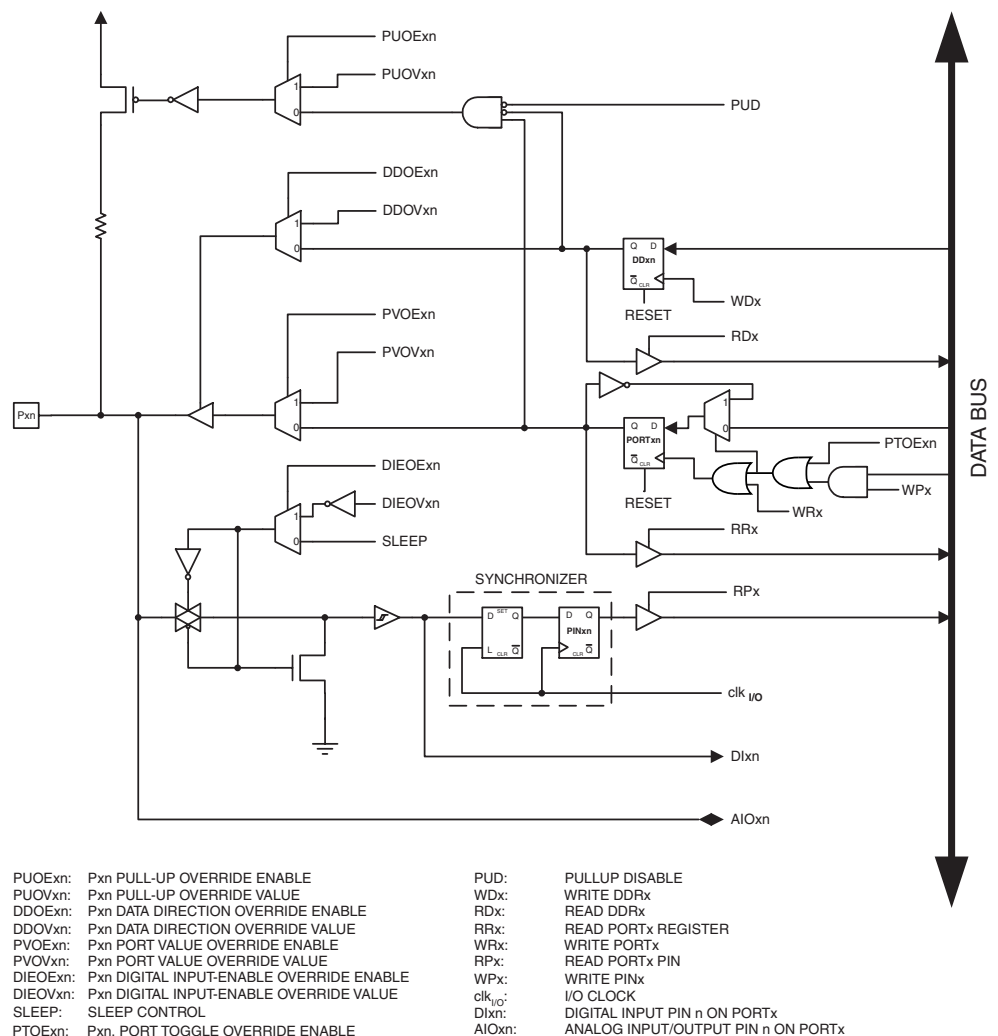 PUOExn
PUOVxn
1
0
PUD
DDOExn
DDOVxn
1
0
Q D
DDxn
Q CLR
WDx
RESET
RDx
PVOExn
PVOVxn
1
0
Pxn
1
0
Q D
PORTxn
Q CLR
PTOExn
WPx
WRx
RESET
RRx
DATA BUS
DIEOExn
DIEOVxn
SLEEP
1
0
SYNCHRONIZER
D SET Q
L CLR Q
D Q
PINxn
CLR Q
RPx
clk I/O
DIxn
AIOxn
PUOExn: Pxn PULL-UP OVERRIDE ENABLE
PUOVxn: Pxn PULL-UP OVERRIDE VALUE
DDOExn: Pxn DATA DIRECTION OVERRIDE ENABLE
DDOVxn: Pxn DATA DIRECTION OVERRIDE VALUE
PVOExn: Pxn PORT VALUE OVERRIDE ENABLE
PVOVxn: Pxn PORT VALUE OVERRIDE VALUE
DIEOExn: Pxn DIGITAL INPUT-ENABLE OVERRIDE ENABLE
DIEOVxn: Pxn DIGITAL INPUT-ENABLE OVERRIDE VALUE
SLEEP: SLEEP CONTROL
PTOExn: Pxn, PORT TOGGLE OVERRIDE ENABLE
PUD: PULLUP DISABLE
WDx: WRITE DDRx
RDx: READ DDRx
RRx: READ PORTx REGISTER
WRx: WRITE PORTx
RPx: READ PORTx PIN
WPx: WRITE PINx
clkI/O: I/O CLOCK
DIxn: DIGITAL INPUT PIN n ON PORTx
AIOxn: ANALOG INPUT/OUTPUT PIN n ON PORTx